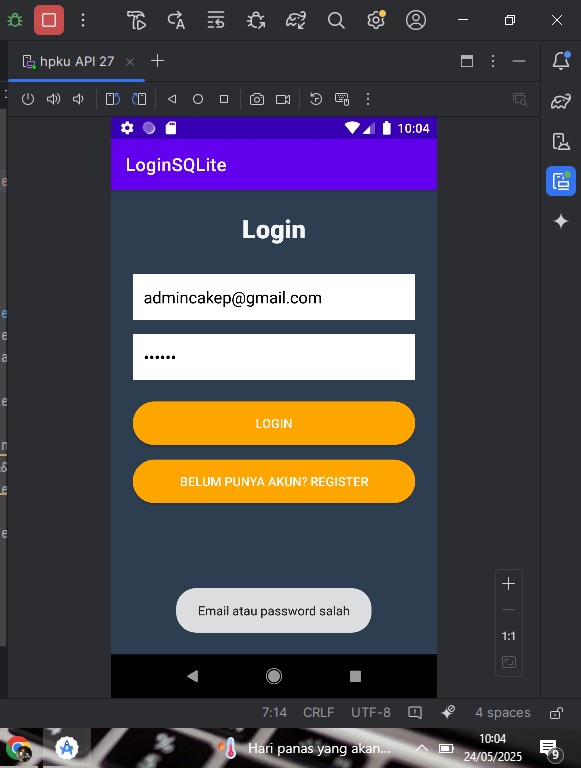 hpku API 27
10:04
LoginSQLite
Login
admincakep@gmail.com
LOGIN
BELUM PUNYA AKUN? REGISTER
Email atau password salah
1:1
7:14 CRLF UTF-8 4 spaces
Hari panas yang akan...
10:04
24/05/2025
9